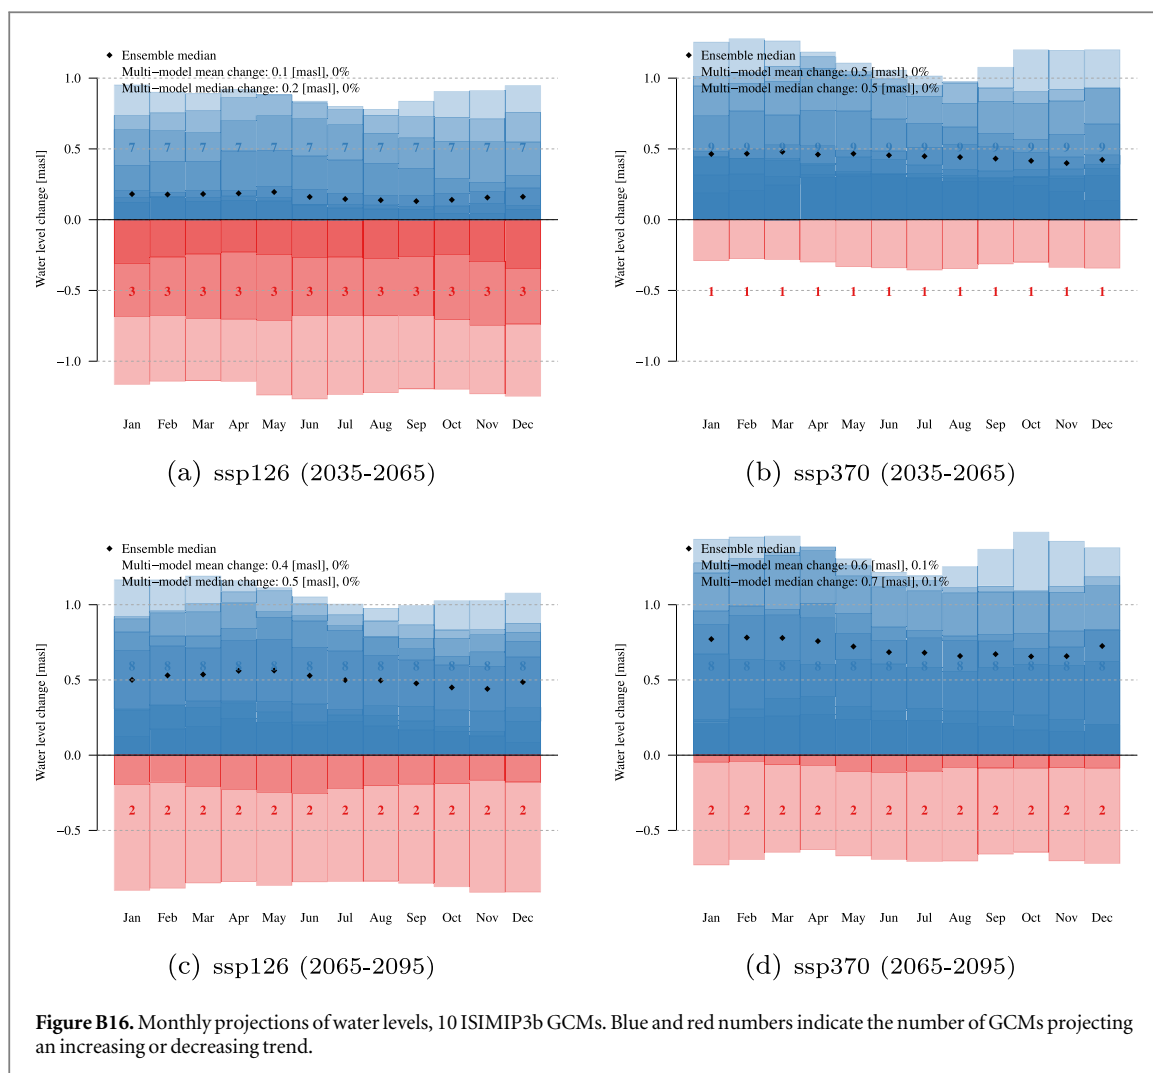 Ensemble median
Multi−model mean change: 0.1 [masl], 0%
Multi−model median change: 0.2 [masl], 0%
Water level change [masl]
1.0
0.5
0.0
−0.5
−1.0
7 7 7 7 7 7 7 7 7 7 7 7
3 3 3 3 3 3 3 3 3 3 3 3
Jan Feb Mar Apr May Jun Jul Aug Sep Oct Nov Dec
(a) ssp126 (2035-2065)
Ensemble median
Multi−model mean change: 0.5 [masl], 0%
Multi−model median change: 0.5 [masl], 0%
Water level change [masl]
1.0
0.5
0.0
−0.5
−1.0
9 9 9 9 9 9 9 9 9 9 9 9
1 1 1 1 1 1 1 1 1 1 1 1
Jan Feb Mar Apr May Jun Jul Aug Sep Oct Nov Dec
(b) ssp370 (2035-2065)
Ensemble median
Multi−model mean change: 0.4 [masl], 0%
Multi−model median change: 0.5 [masl], 0%
Water level change [masl]
1.0
0.5
0.0
−0.5
8 8 8 8 8 8 8 8 8 8 8 8
2 2 2 2 2 2 2 2 2 2 2 2
Jan Feb Mar Apr May Jun Jul Aug Sep Oct Nov Dec
(c) ssp126 (2065-2095)
Ensemble median
Multi−model mean change: 0.6 [masl], 0.1%
Multi−model median change: 0.7 [masl], 0.1%
Water level change [masl]
1.0
0.5
0.0
−0.5
8 8 8 8 8 8 8 8 8 8 8 8
2 2 2 2 2 2 2 2 2 2 2 2
Jan Feb Mar Apr May Jun Jul Aug Sep Oct Nov Dec
(d) ssp370 (2065-2095)
Figure B16. Monthly projections of water levels, 10 ISIMIP3b GCMs. Blue and red numbers indicate the number of GCMs projecting
an increasing or decreasing trend.